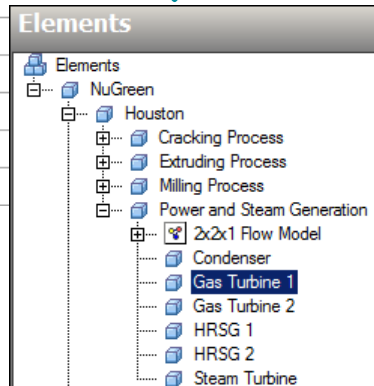 Elements
Elements
NuGreen
Houston
Cracking Process
Extruding Process
Milling Process
Power and Steam Generation
2x2x1 Flow Model
Condenser
Gas Turbine 1
Gas Turbine 2
HRSG 1
HRSG 2
Steam Turbine